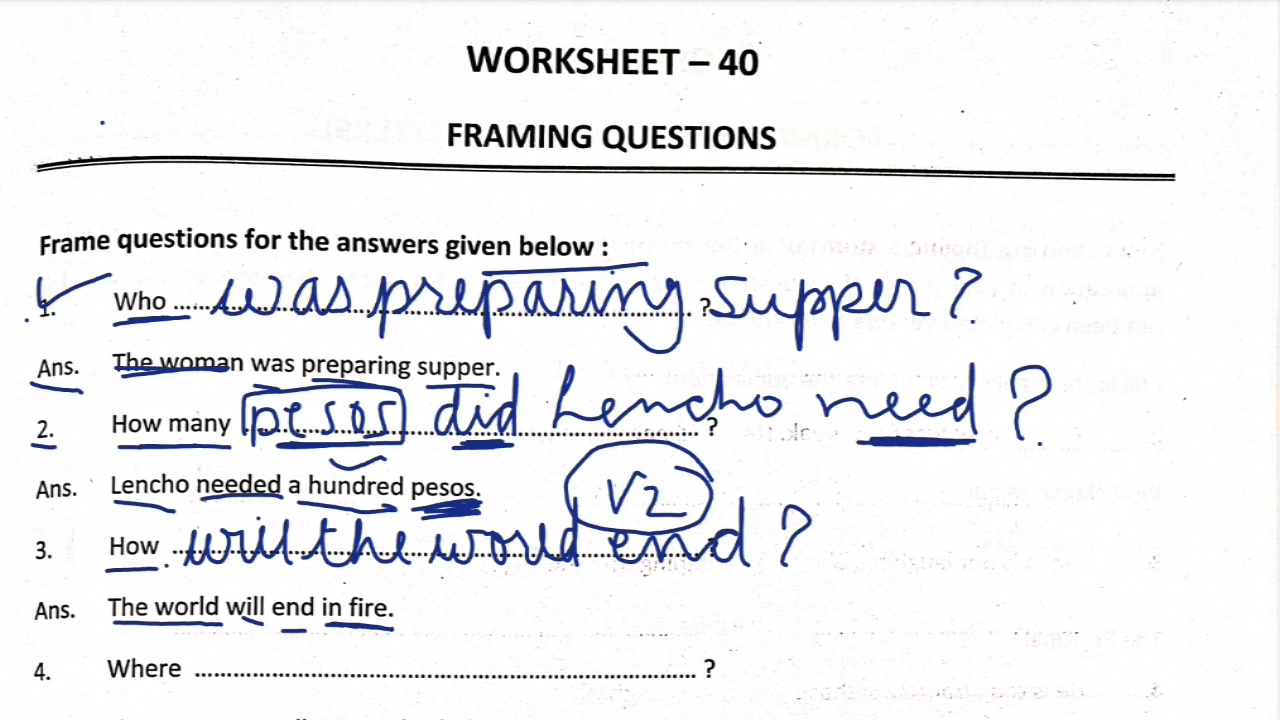 WORKSHEET – 40
FRAMING QUESTIONS
Frame questions for the answers given below :
1. Who was preparing supper ?
Ans. The woman was preparing supper.
2. How many pesos did Lencho need ?
Ans. Lencho needed a hundred pesos.
V2
3. How will the world end ?
Ans. The world will end in fire.
4. Where ........................................ ?